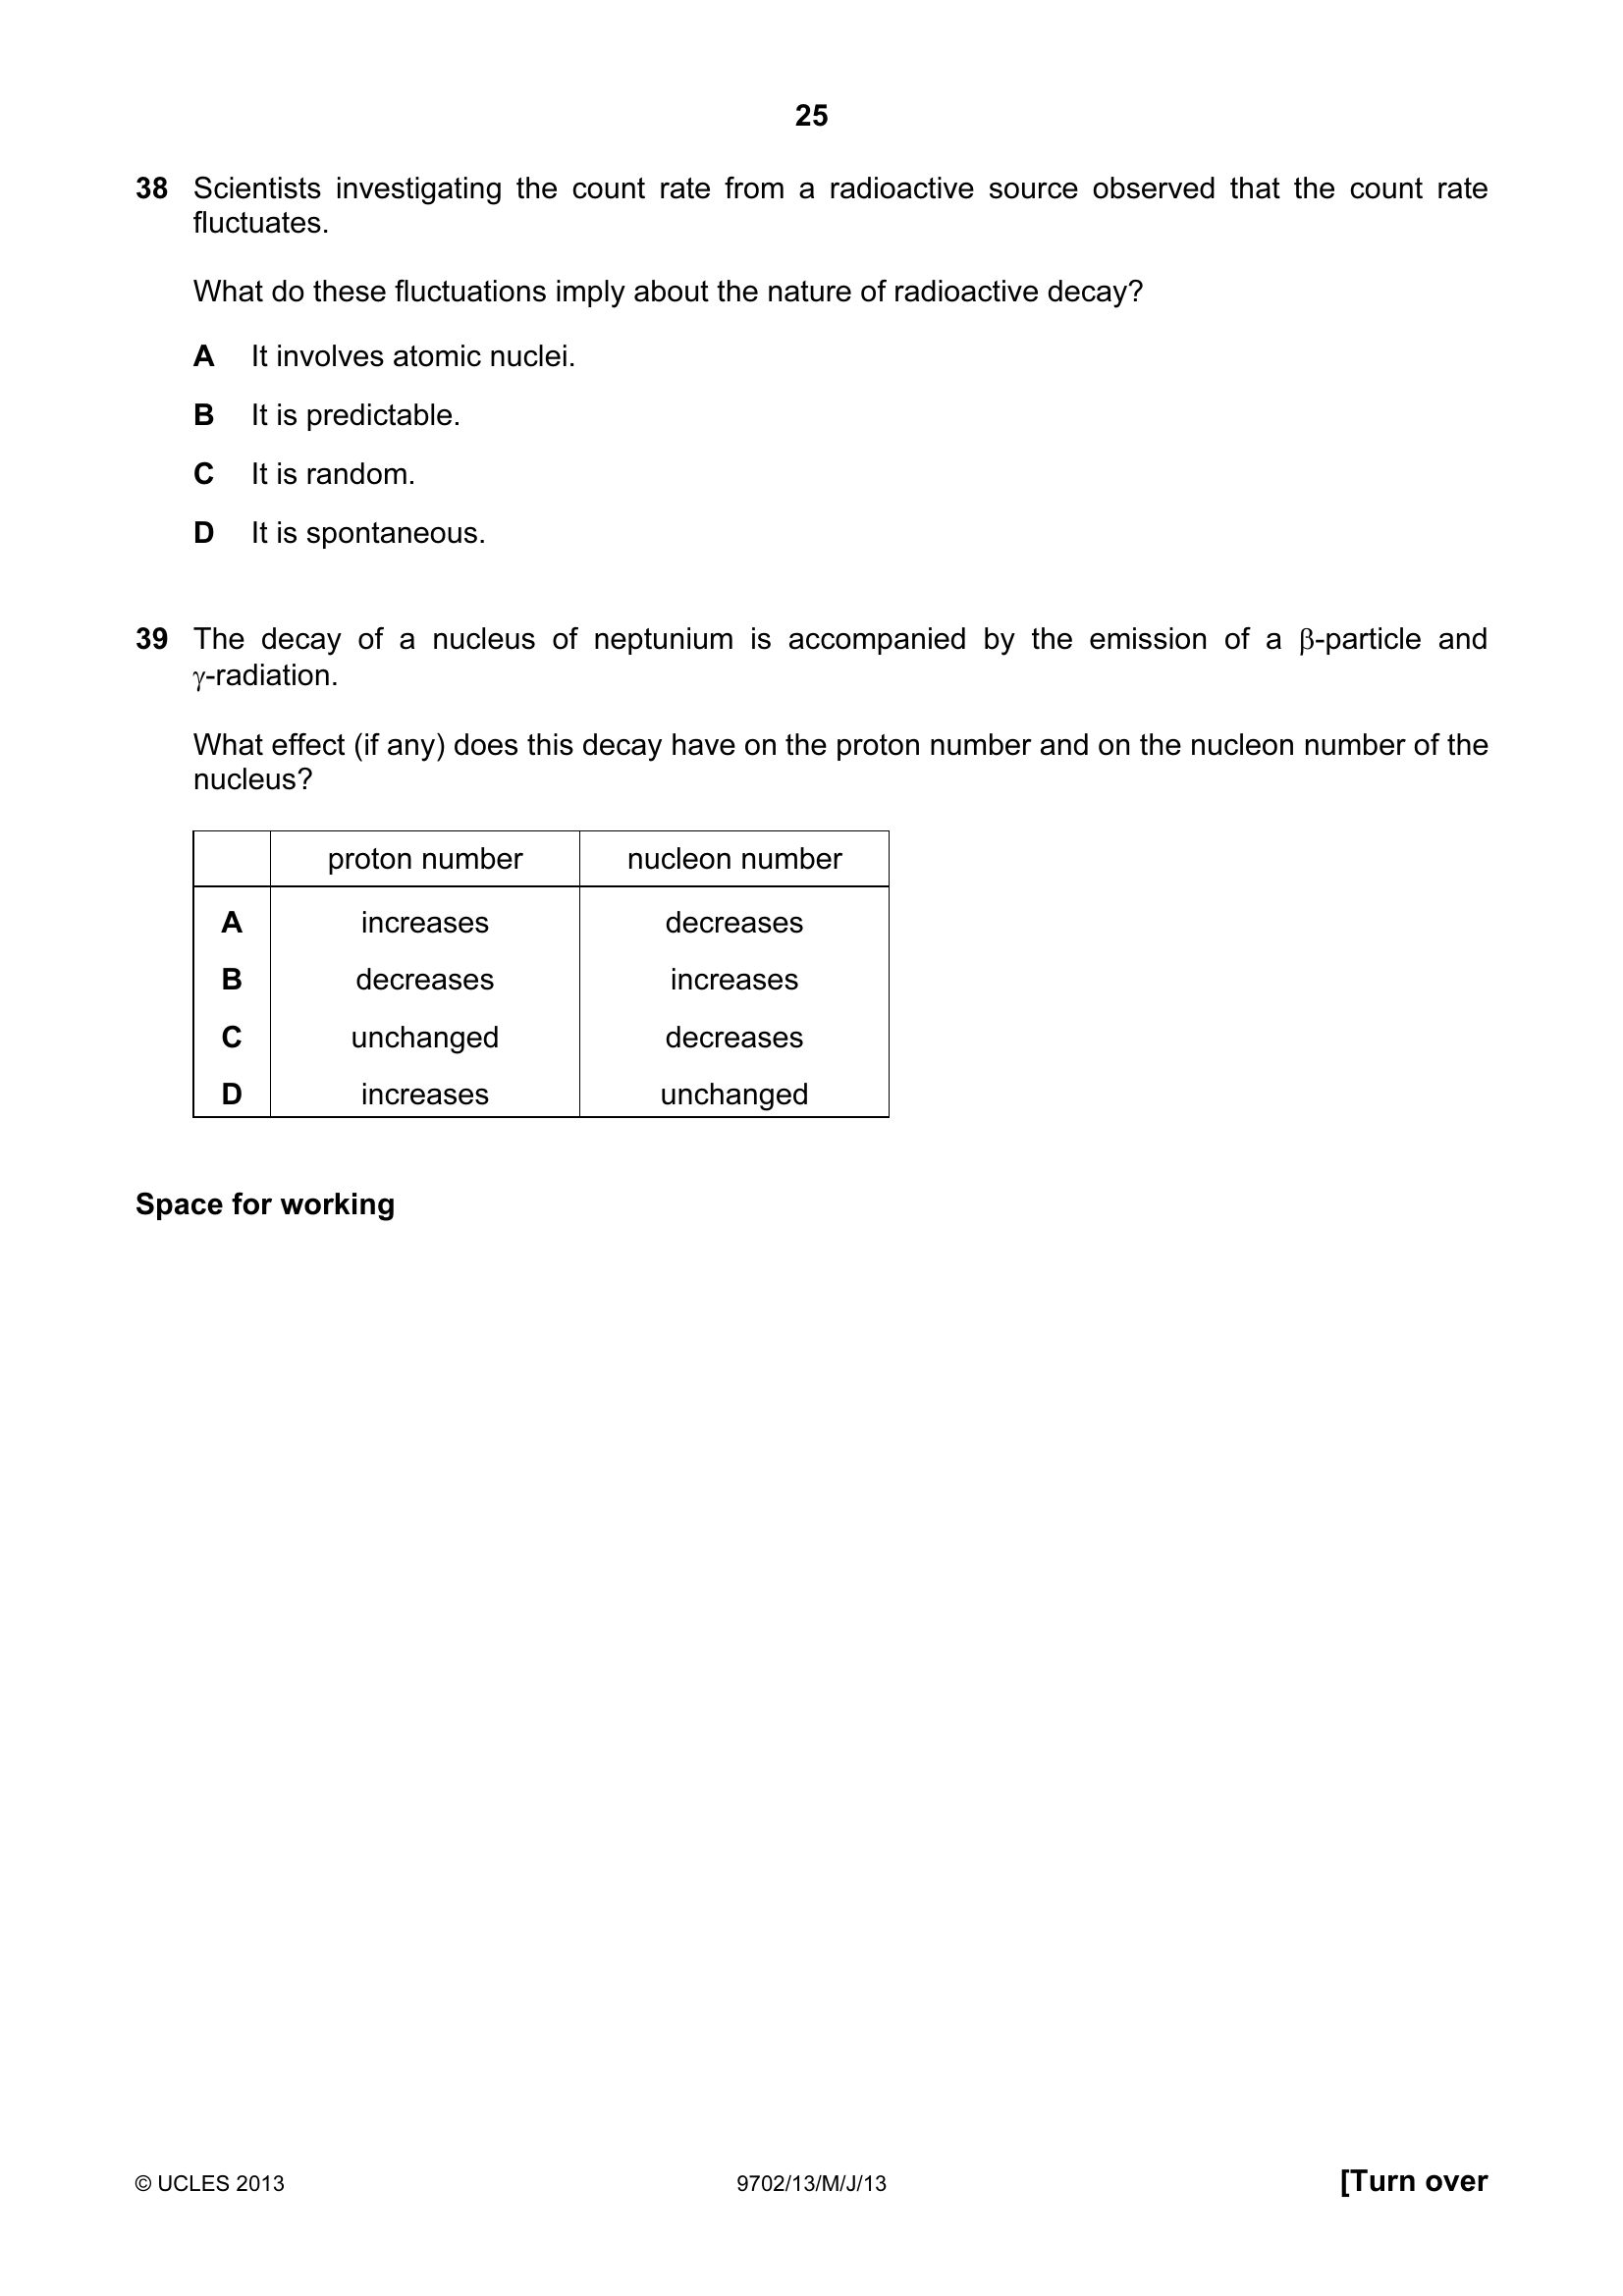 25
38 Scientists investigating the count rate from a radioactive source observed that the count rate
fluctuates.
What do these fluctuations imply about the nature of radioactive decay?
A It involves atomic nuclei.
B It is predictable.
C It is random.
D It is spontaneous.
39 The decay of a nucleus of neptunium is accompanied by the emission of a β-particle and
γ-radiation.
What effect (if any) does this decay have on the proton number and on the nucleon number of the
nucleus?
proton number nucleon number
A increases decreases
B decreases increases
C unchanged decreases
D increases unchanged
Space for working
© UCLES 2013 9702/13/M/J/13 [Turn over